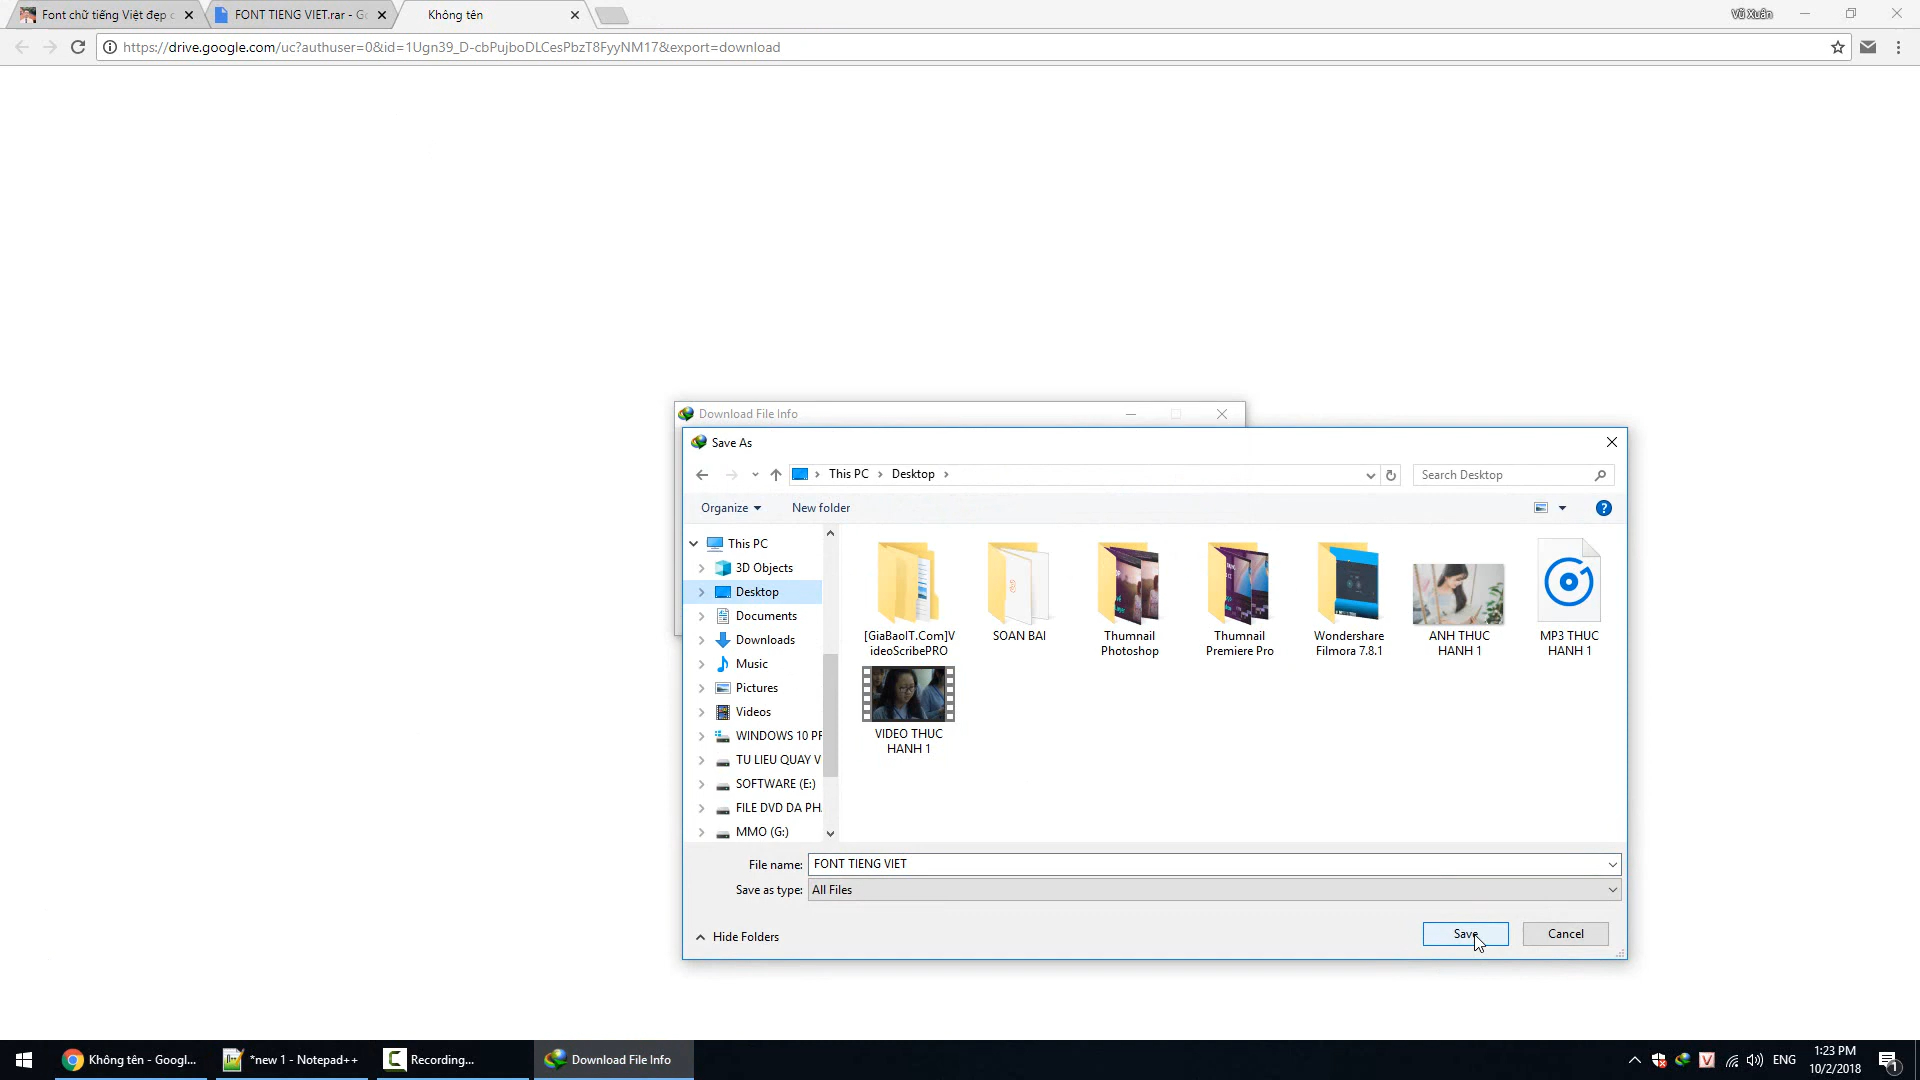 Font chữ tiếng Việt đẹp c
FONT TIENG VIET.rar - Go
Không tên
Vũ Xuân
https://drive.google.com/uc?authuser=0&id=1Ugn39_D-cbPujboDLCesPbzT8FyyNM17&export=download
Download File Info
Save As
This PC > Desktop >
Search Desktop
Organize
New folder
This PC
3D Objects
Desktop
Documents
Downloads
Music
Pictures
Videos
WINDOWS 10 PR
TU LIEU QUAY V
SOFTWARE (E:)
FILE DVD DA PH
MMO (G:)
[GiaBaoIT.Com]V
ideoScribePRO
SOAN BAI
Thumnail
Photoshop
Thumnail
Premiere Pro
Wondershare
Filmora 7.8.1
ANH THUC
HANH 1
MP3 THUC
HANH 1
VIDEO THUC
HANH 1
File name: FONT TIENG VIET
Save as type: All Files
Hide Folders
Save
Cancel
Không tên - Googl...
*new 1 - Notepad++
Recording...
Download File Info
ENG
1:23 PM
10/2/2018
1